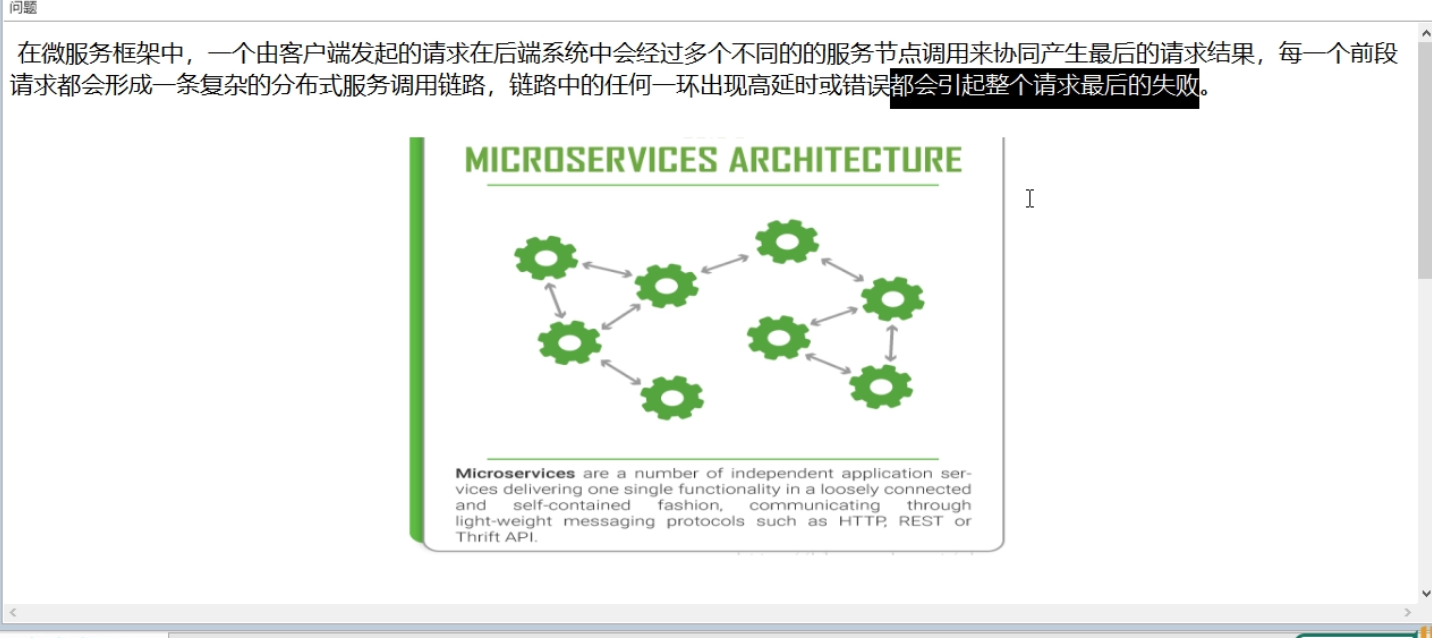 问题
在微服务框架中，一个由客户端发起的请求在后端系统中会经过多个不同的的服务节点调用来协同产生最后的请求结果，每一个前段
请求都会形成一条复杂的分布式服务调用链路，链路中的任何一环出现高延时或错误都会引起整个请求最后的失败。
MICROSERVICES ARCHITECTURE
Microservices are a number of independent application ser-
vices delivering one single functionality in a loosely connected
and self-contained fashion, communicating through
light-weight messaging protocols such as HTTP, REST or
Thrift API.